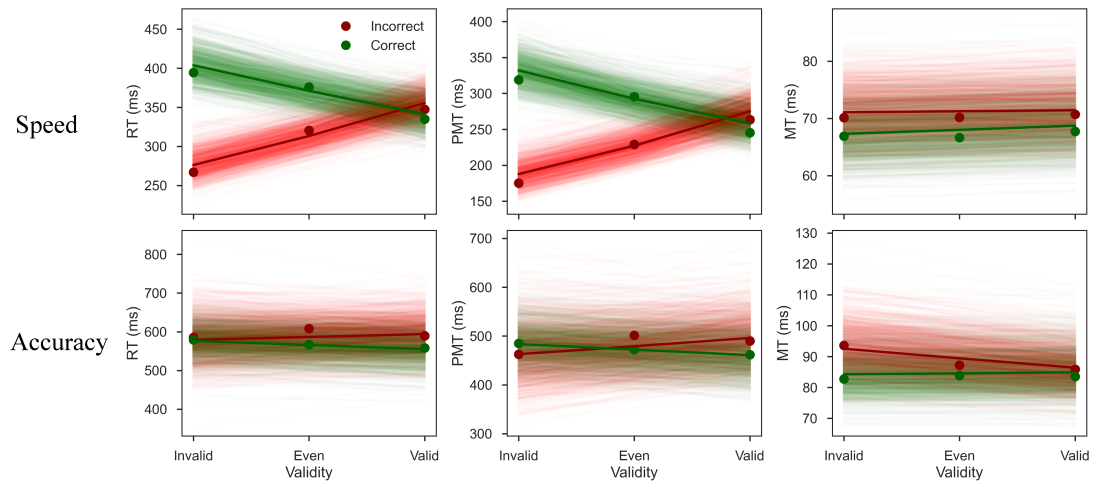 Speed
RT (ms)
450
400
350
300
250
Incorrect
Correct
PMT (ms)
400
350
300
250
200
150
MT (ms)
80
70
60
Accuracy
RT (ms)
800
700
600
500
400
Invalid Even Valid
Validity
PMT (ms)
700
600
500
400
300
Invalid Even Valid
Validity
MT (ms)
130
120
110
100
90
80
70
Invalid Even Valid
Validity